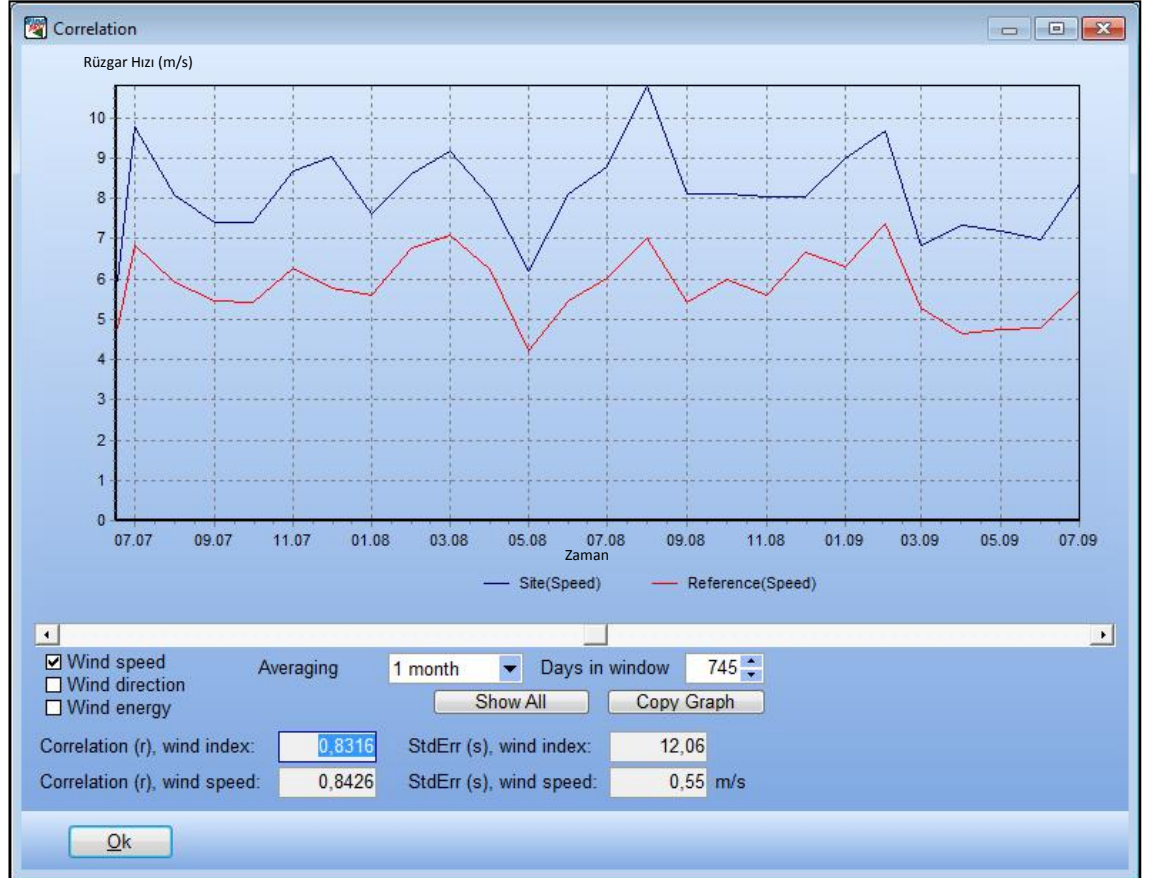 Correlation
Rüzgar Hızı (m/s)
10
9
8
7
6
5
4
3
2
1
0
07.07 09.07 11.07 01.08 03.08 05.08 07.08 09.08 11.08 01.09 03.09 05.09 07.09
Zaman
Site(Speed) Reference(Speed)
Wind speed Averaging 1 month Days in window 745
Wind direction
Show All Copy Graph
Wind energy
Correlation (r), wind index: 0,8316 StdErr (s), wind index: 12,06
Correlation (r), wind speed: 0,8426 StdErr (s), wind speed: 0,55 m/s
Ok